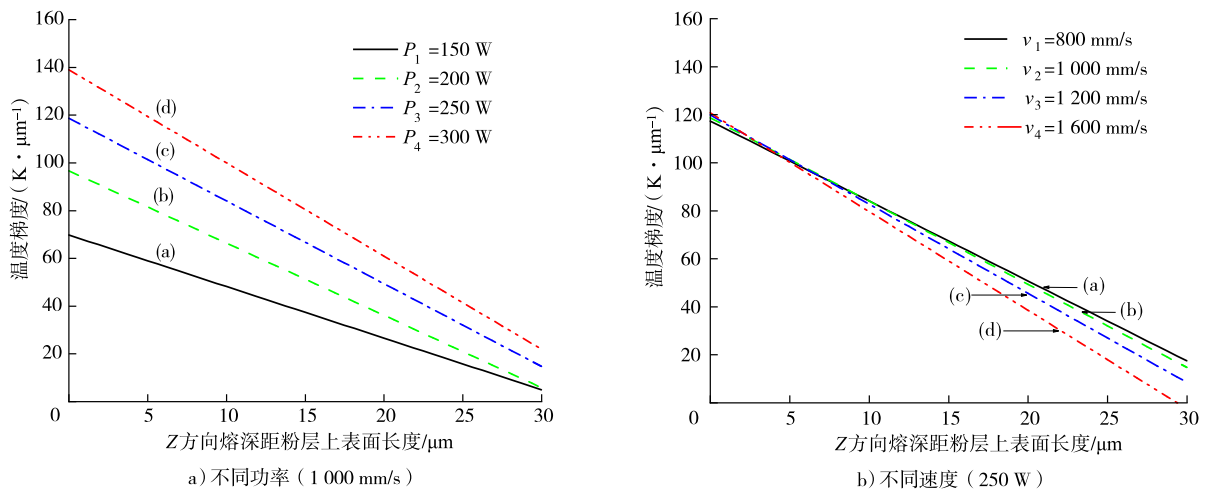 160
140
120
100
80
60
40
20
0
温度梯度/(K·μm⁻¹)
P₁ =150 W
P₂ =200 W
P₃ =250 W
P₄ =300 W
(d)
(c)
(b)
(a)
5 10 15 20 25 30
Z方向熔深距粉层上表面长度/μm
a)不同功率(1 000 mm/s)
160
140
120
100
80
60
40
20
0
温度梯度/(K·μm⁻¹)
v₁=800 mm/s
v₂=1 000 mm/s
v₃=1 200 mm/s
v₄=1 600 mm/s
(a)
(c)
(b)
(d)
5 10 15 20 25 30
Z方向熔深距粉层上表面长度/μm
b)不同速度(250 W)